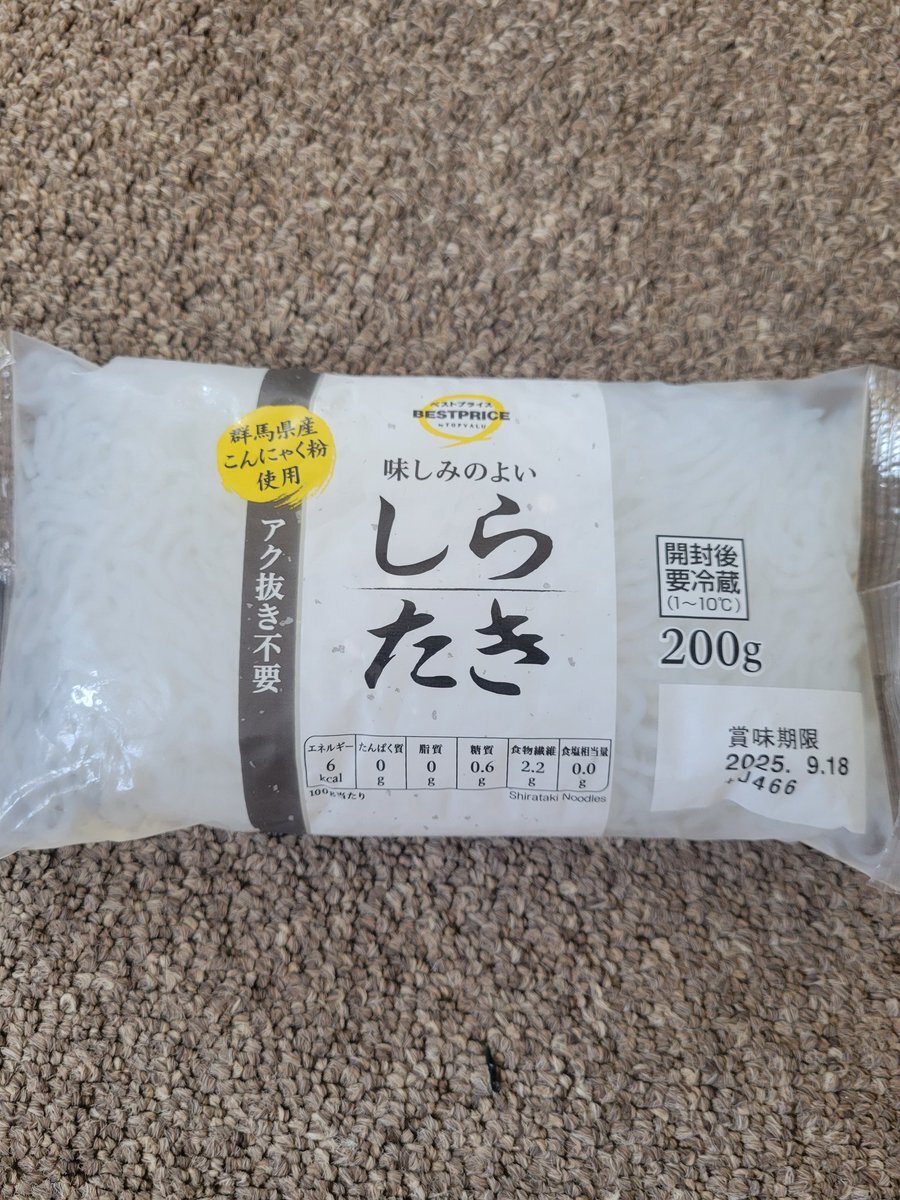 ベストプライス
BESTPRICE
by TOPVALU
群馬県産
こんにゃく粉
使用
アク抜き不要
味しみのよい
しら
たき
開封後
要冷蔵
(1～10℃)
200g
賞味期限
2025. 9.18
+J466
エネルギー たんぱく質 脂質 糖質 食物繊維 食塩相当量
6 0 0 0.6 2.2 0.0
kcal g g g g g
100g当たり
Shirataki Noodles